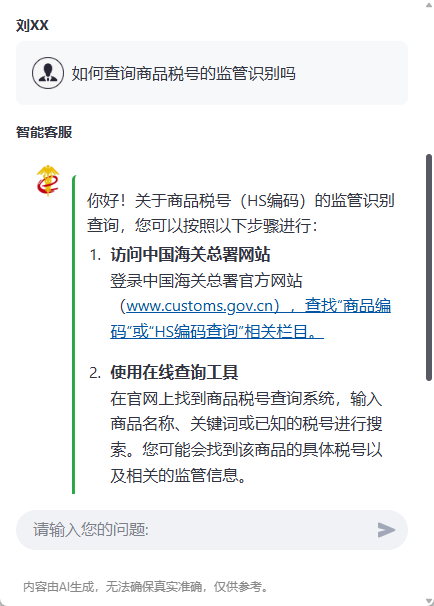 刘XX
如何查询商品税号的监管识别吗
智能客服
你好！关于商品税号（HS编码）的监管识别
查询，您可以按照以下步骤进行：
1. 访问中国海关总署网站
登录中国海关总署官方网站
（www.customs.gov.cn），查找“商品编
码”或“HS编码查询”相关栏目。
2. 使用在线查询工具
在官网上找到商品税号查询系统，输入
商品名称、关键词或已知的税号进行搜
索。您可能会找到该商品的具体税号以
及相关的监管信息。
请输入您的问题:
内容由AI生成，无法确保真实准确，仅供参考。